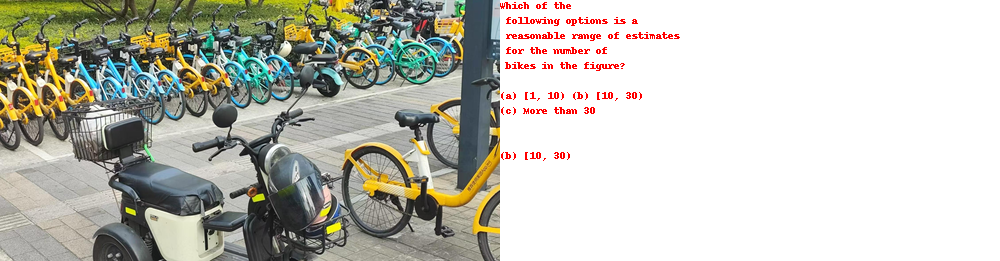 Which of the
following options is a
reasonable range of estimates
for the number of
bikes in the figure?
(a) [1, 10) (b) [10, 30)
(c) More than 30
(b) [10, 30)